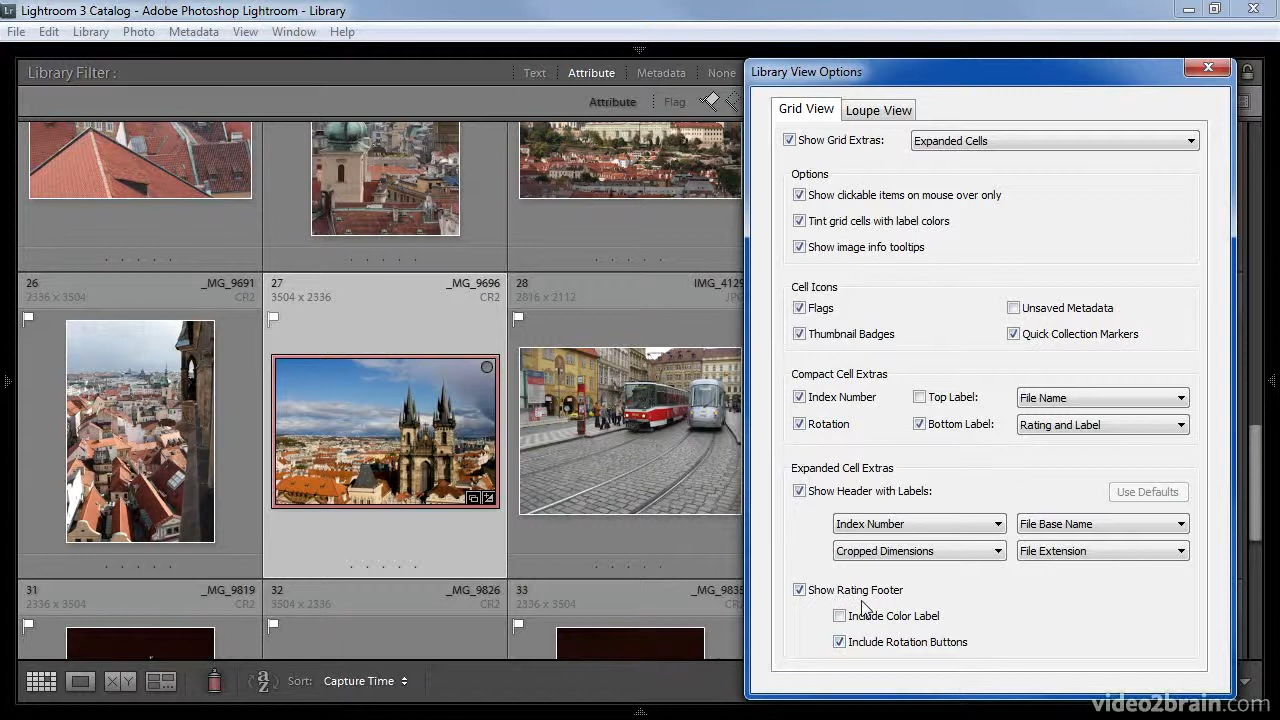 Lr Lightroom 3 Catalog - Adobe Photoshop Lightroom - Library
File Edit Library Photo Metadata View Window Help
Library Filter : Text Attribute Metadata None
Attribute Flag
26 _MG_9691
2336 x 3504 CR2
27 _MG_9696
3504 x 2336 CR2
28 IMG_4129
2816 x 2112 JPG
31 _MG_9819
2336 x 3504 CR2
32 _MG_9826
3504 x 2336 CR2
33 _MG_9835
2336 x 3504 CR2
Sort: Capture Time
Library View Options
Grid View Loupe View
Show Grid Extras: Expanded Cells
Options
Show clickable items on mouse over only
Tint grid cells with label colors
Show image info tooltips
Cell Icons
Flags Unsaved Metadata
Thumbnail Badges Quick Collection Markers
Compact Cell Extras
Index Number Top Label: File Name
Rotation Bottom Label: Rating and Label
Expanded Cell Extras
Show Header with Labels: Use Defaults
Index Number File Base Name
Cropped Dimensions File Extension
Show Rating Footer
Include Color Label
Include Rotation Buttons
video2brain.com